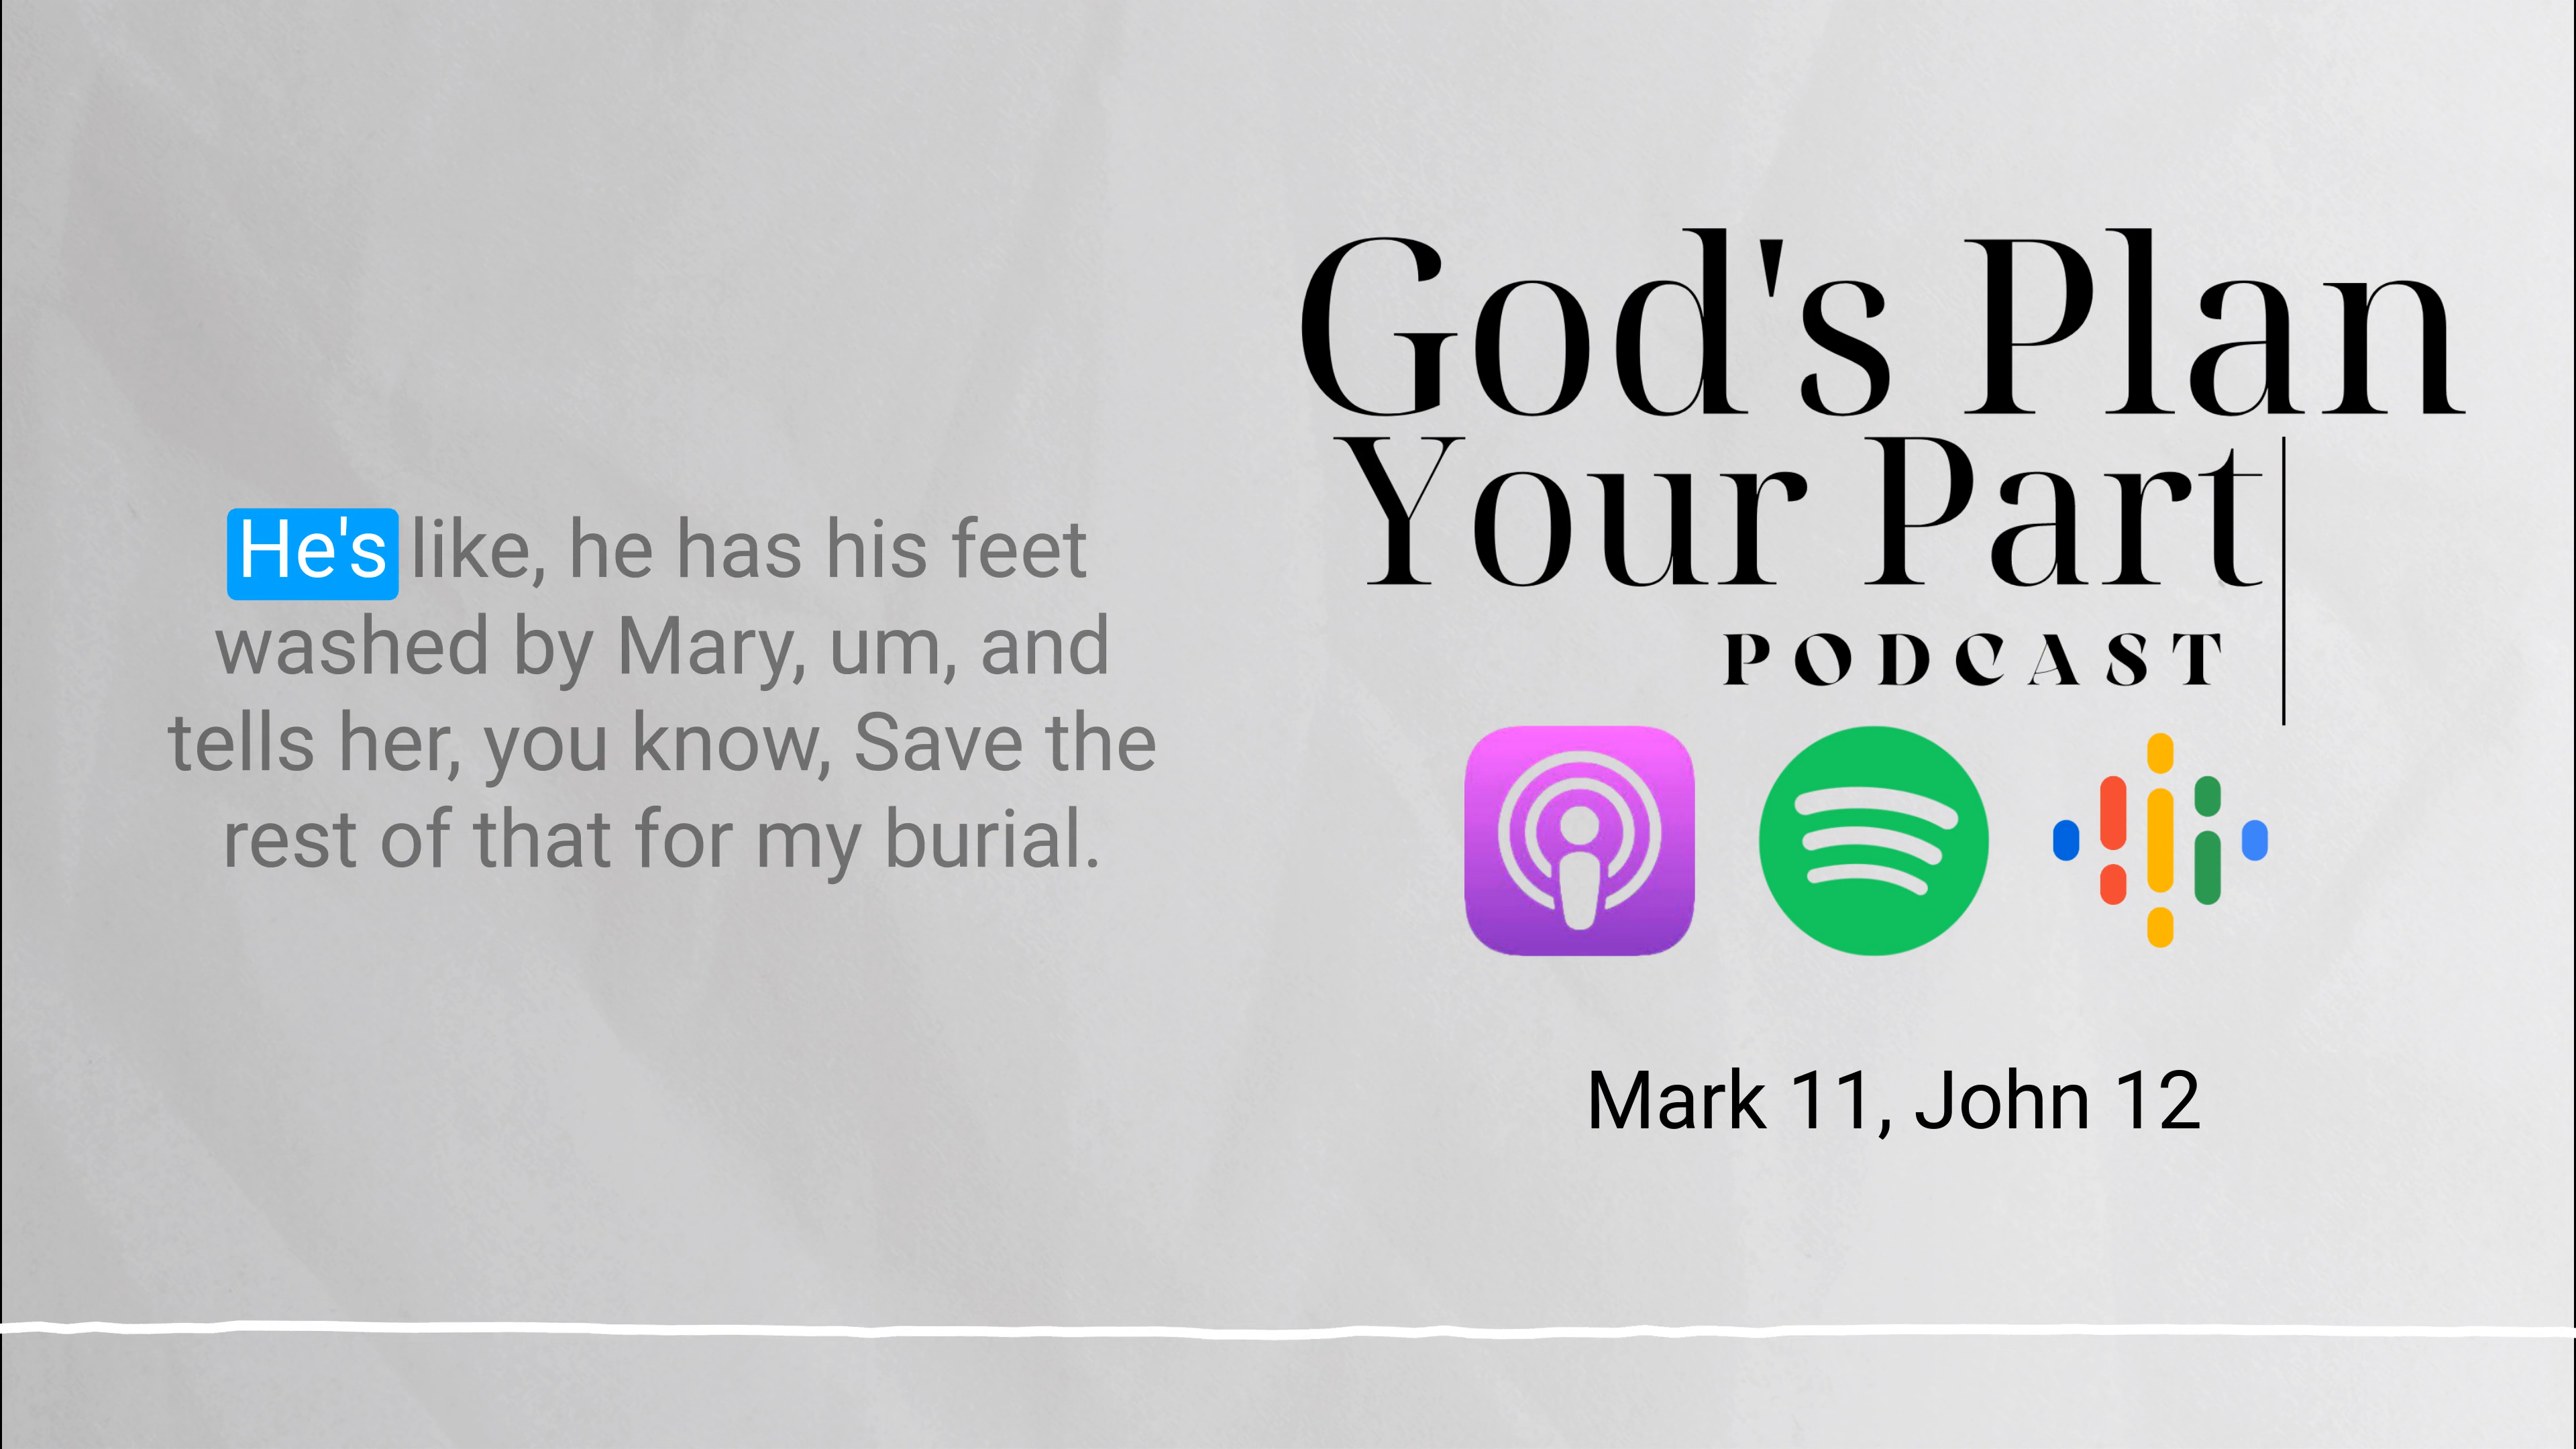 He's like, he has his feet
washed by Mary, um, and
tells her, you know, Save the
rest of that for my burial.
God's Plan
Your Part
PODCAST
Mark 11, John 12